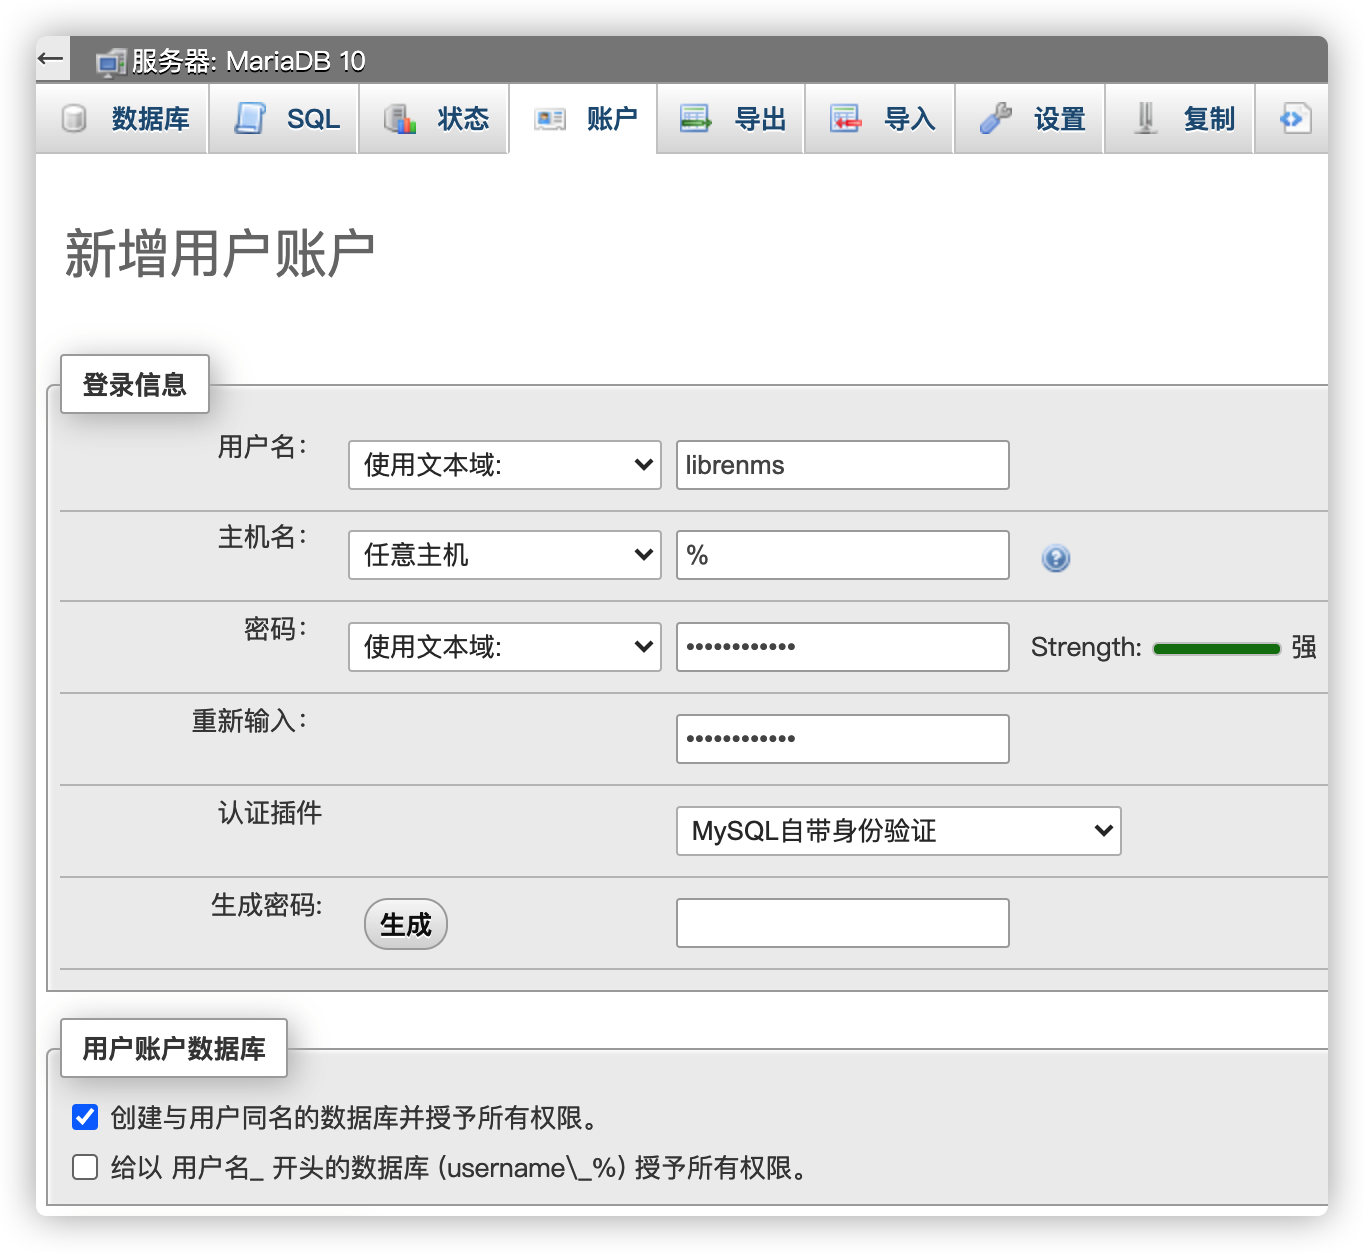 服务器: MariaDB 10
数据库 SQL 状态 账户 导出 导入 设置 复制
新增用户账户
登录信息
用户名： 使用文本域: librenms
主机名： 任意主机 %
密码： 使用文本域: •••••••••••• Strength: 强
重新输入： ••••••••••••
认证插件 MySQL自带身份验证
生成密码: 生成
用户账户数据库
创建与用户同名的数据库并授予所有权限。
给以 用户名_ 开头的数据库 (username\_%) 授予所有权限。